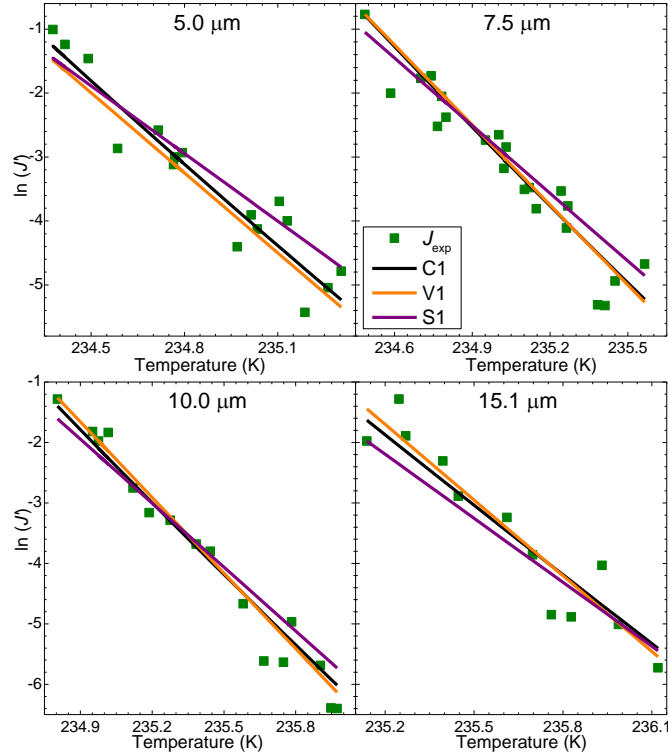 5.0 μm
7.5 μm
-1
-2
-3
-4
-5
ln (J')
J_exp
C1
V1
S1
234.5 234.8 235.1
234.6 234.9 235.2 235.5
Temperature (K)
Temperature (K)
10.0 μm
15.1 μm
-1
-2
-3
-4
-5
-6
ln (J')
234.9 235.2 235.5 235.8
235.2 235.5 235.8 236.1
Temperature (K)
Temperature (K)